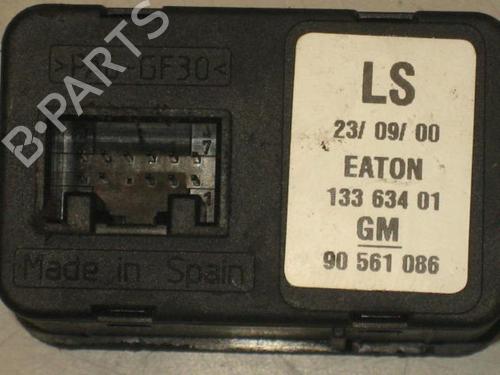 B-PARTS
-GF30<
7
1
Made in Spain
LS
23/ 09/ 00
EATON
133 634 01
GM
90 561 086